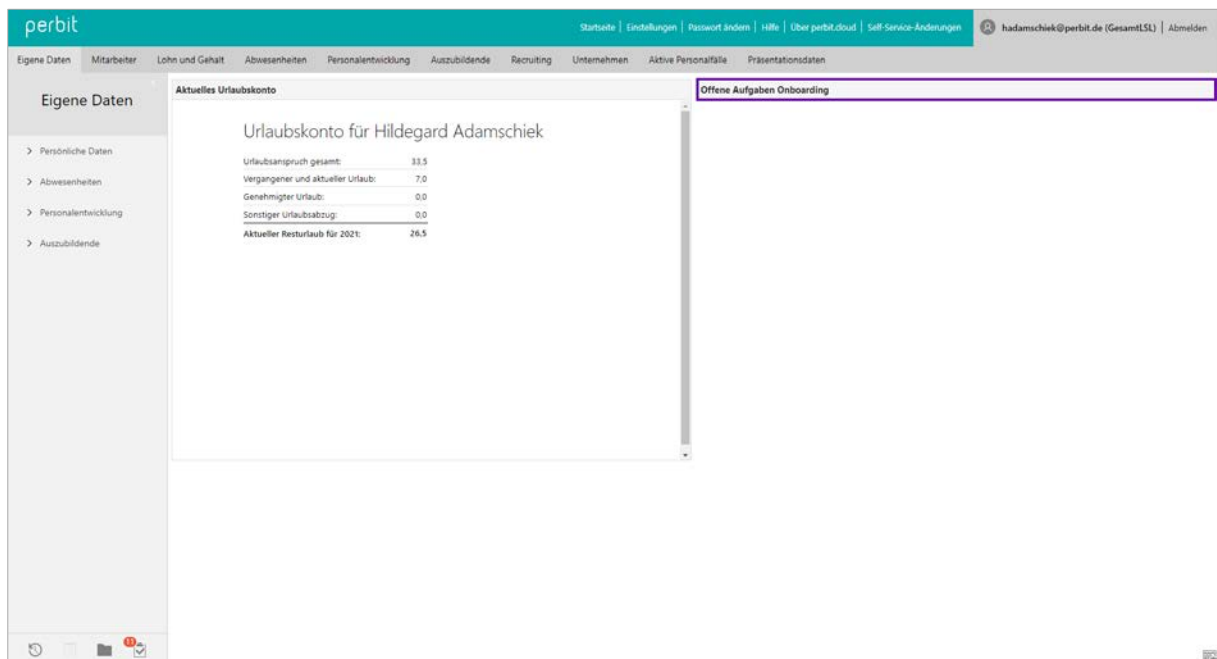 perbit
Startseite | Einstellungen | Passwort ändern | Hilfe | Über perbit.cloud | Self-Service-Änderungen
hadamschiek@perbit.de (GesamtLSL) | Abmelden
Eigene Daten Mitarbeiter Lohn und Gehalt Abwesenheiten Personalentwicklung Auszubildende Recruiting Unternehmen Aktive Personalfälle Präsentationsdaten
Eigene Daten
> Persönliche Daten
> Abwesenheiten
> Personalentwicklung
> Auszubildende
Aktuelles Urlaubskonto
Urlaubskonto für Hildegard Adamschiek
Urlaubsanspruch gesamt: 33,5
Vergangener und aktueller Urlaub: 7,0
Genehmigter Urlaub: 0,0
Sonstiger Urlaubsabzug: 0,0
Aktueller Resturlaub für 2021: 26,5
Offene Aufgaben Onboarding
11